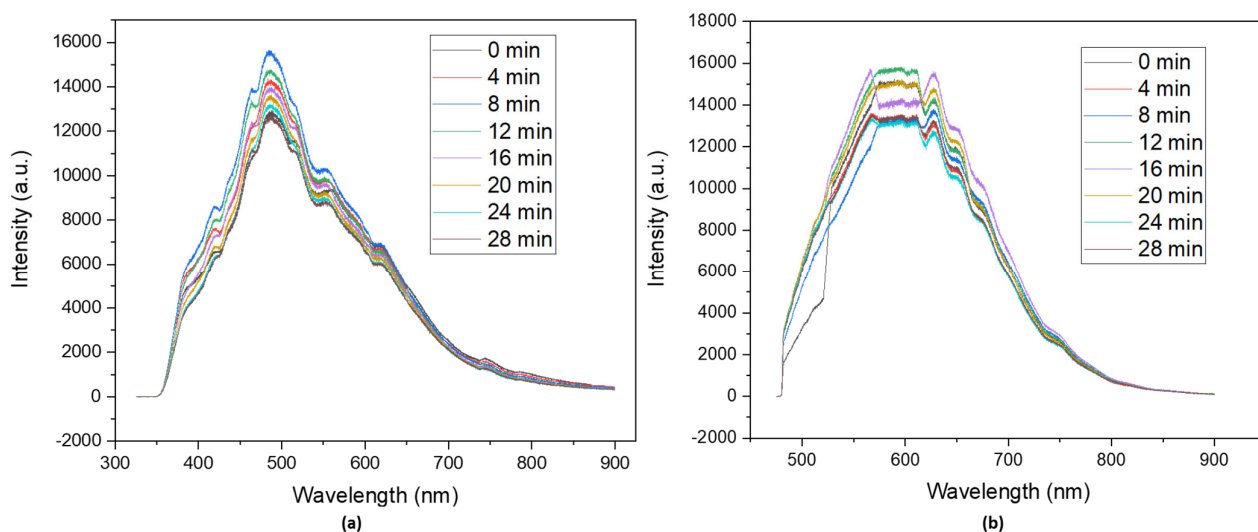 16000
14000
12000
10000
8000
6000
4000
2000
0
-2000
Intensity (a.u.)
0 min
4 min
8 min
12 min
16 min
20 min
24 min
28 min
300 400 500 600 700 800 900
Wavelength (nm)
(a)
18000
16000
14000
12000
10000
8000
6000
4000
2000
0
-2000
Intensity (a.u.)
0 min
4 min
8 min
12 min
16 min
20 min
24 min
28 min
500 600 700 800 900
Wavelength (nm)
(b)